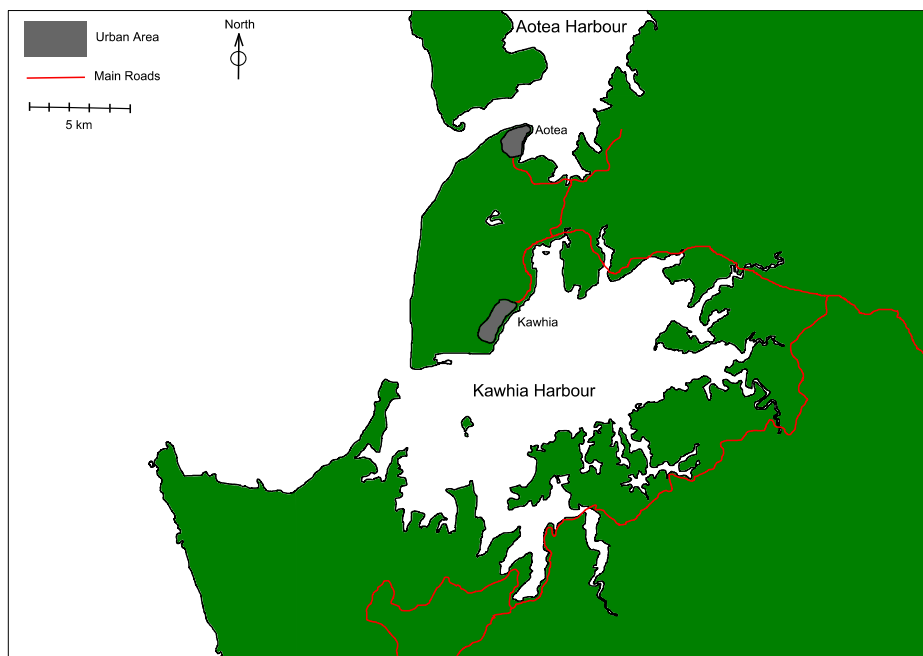 North
Aotea Harbour
Urban Area
Main Roads
5 km
Aotea
Kawhia
Kawhia Harbour